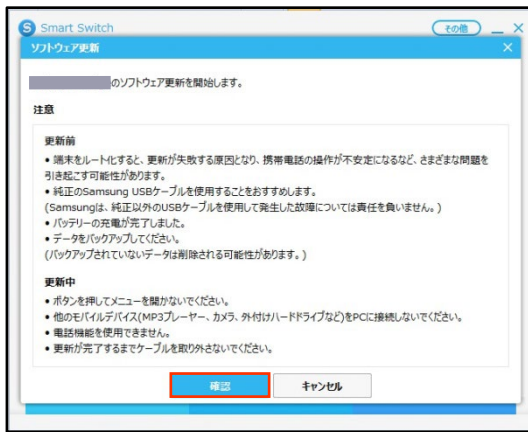 Smart Switch
その他
ソフトウェア更新
のソフトウェア更新を開始します。
注意
更新前
• 端末をルート化すると、更新が失敗する原因となり、携帯電話の操作が不安定になるなど、さまざまな問題を
引き起こす可能性があります。
• 純正のSamsung USBケーブルを使用することをおすすめします。
(Samsungは、純正以外のUSBケーブルを使用して発生した故障については責任を負いません。)
• バッテリーの充電が完了しました。
• データをバックアップしてください。
(バックアップされていないデータは削除される可能性があります。)
更新中
• ボタンを押してメニューを開かないでください。
• 他のモバイルデバイス(MP3プレーヤー、カメラ、外付けハードドライブなど)をPCに接続しないでください。
• 電話機能を使用できません。
• 更新が完了するまでケーブルを取り外さないでください。
確認
キャンセル